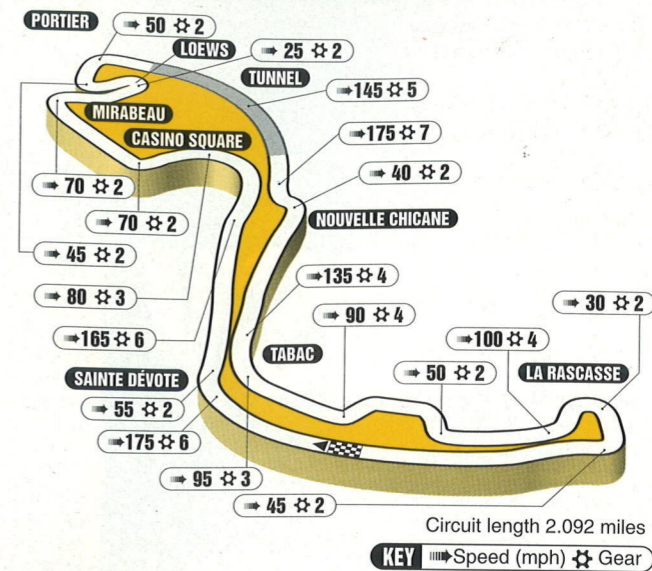 PORTIER
50 2
LOEWS
25 2
TUNNEL
145 5
MIRABEAU
175 7
CASINO SQUARE
40 2
70 2
NOUVELLE CHICANE
70 2
45 2
135 4
80 3
30 2
90 4
165 6
100 4
TABAC
50 2
LA RASCASSE
SAINTE DÉVOTE
55 2
175 6
95 3
45 2
Circuit length 2.092 miles
KEY Speed (mph) Gear